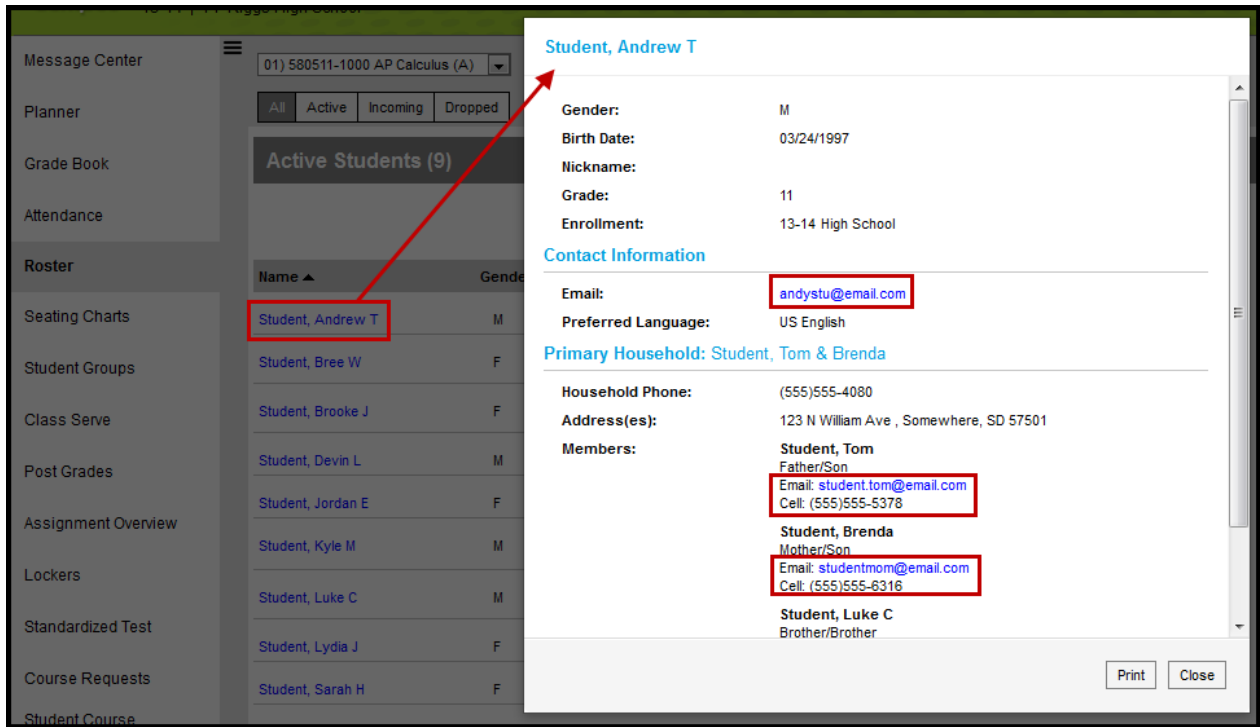 Message Center
Planner
Grade Book
Attendance
Roster
Seating Charts
Student Groups
Class Serve
Post Grades
Assignment Overview
Lockers
Standardized Test
Course Requests
Student Course
01) 580511-1000 AP Calculus (A)
All Active Incoming Dropped
Active Students (9)
Name Gende
Student, Andrew T M
Student, Bree W F
Student, Brooke J F
Student, Devin L M
Student, Jordan E F
Student, Kyle M M
Student, Luke C M
Student, Lydia J F
Student, Sarah H F
Student, Andrew T
Gender: M
Birth Date: 03/24/1997
Nickname:
Grade: 11
Enrollment: 13-14 High School
Contact Information
Email: andystu@email.com
Preferred Language: US English
Primary Household: Student, Tom & Brenda
Household Phone: (555)555-4080
Address(es): 123 N William Ave , Somewhere, SD 57501
Members: Student, Tom
Father/Son
Email: student.tom@email.com
Cell: (555)555-5378
Student, Brenda
Mother/Son
Email: studentmom@email.com
Cell: (555)555-6316
Student, Luke C
Brother/Brother
Print Close